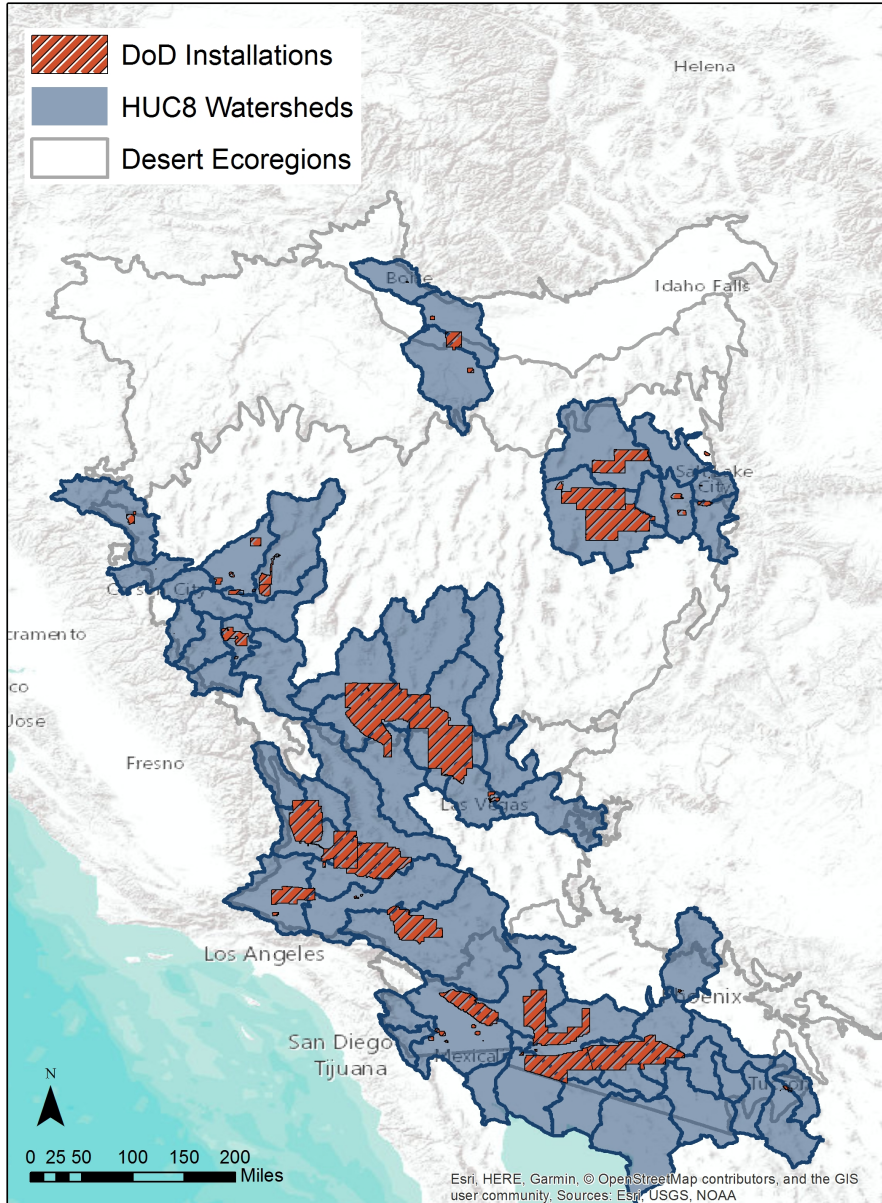 DoD Installations
HUC8 Watersheds
Desert Ecoregions
Helena
Boise
Idaho Falls
Salt Lake
City
Carson City
cramento
co
Jose
Fresno
Las Vegas
Los Angeles
Phoenix
San Diego
Mexicali
Tijuana
Tucson
N
0 25 50 100 150 200
Miles
Esri, HERE, Garmin, © OpenStreetMap contributors, and the GIS
user community, Sources: Esri, USGS, NOAA